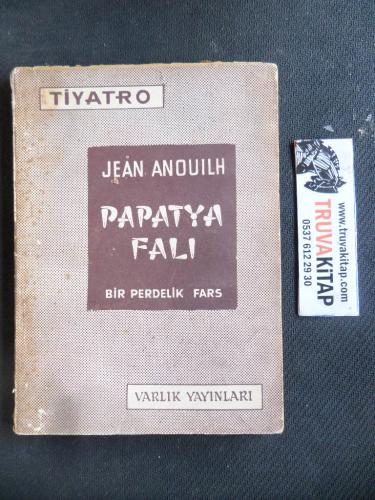 TİYATRO
JEAN ANOUILH
PAPATYA
FALI
BİR PERDELİK FARS
VARLIK YAYINLARI
www.truvakitap.com
TRUVAKİTAP
0537 612 29 30